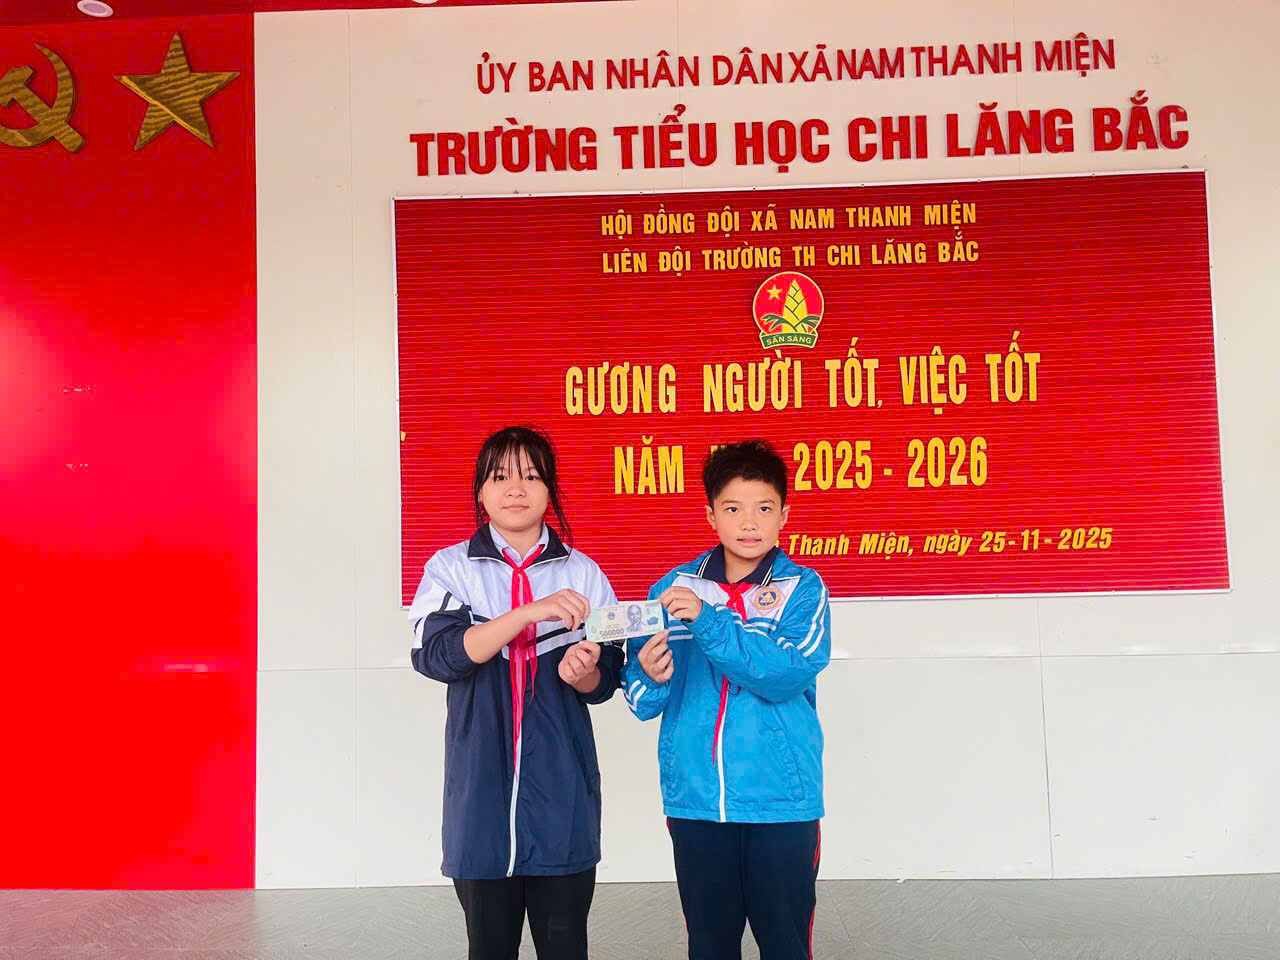 ỦY BAN NHÂN DÂN XÃ NAM THANH MIỆN
TRƯỜNG TIỂU HỌC CHI LĂNG BẮC
HỘI ĐỒNG ĐỘI XÃ NAM THANH MIỆN
LIÊN ĐỘI TRƯỜNG TH CHI LĂNG BẮC
SẴN SÀNG
GƯƠNG NGƯỜI TỐT, VIỆC TỐT
NĂM 2025 - 2026
Thanh Miện, ngày 25-11-2025
500000